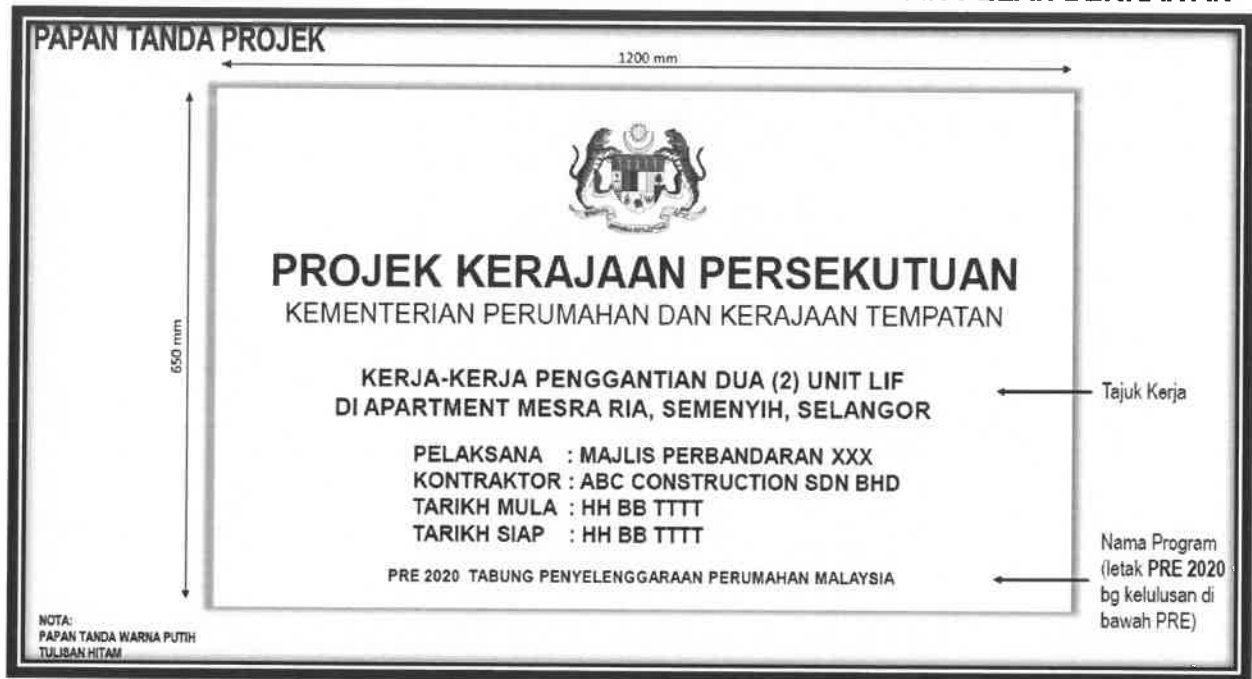 PAPAN TANDA PROJEK
1200 mm
650 mm
PROJEK KERAJAAN PERSEKUTUAN
KEMENTERIAN PERUMAHAN DAN KERAJAAN TEMPATAN
KERJA-KERJA PENGGANTIAN DUA (2) UNIT LIF
DI APARTMENT MESRA RIA, SEMENYIH, SELANGOR
Tajuk Kerja
PELAKSANA : MAJLIS PERBANDARAN XXX
KONTRAKTOR : ABC CONSTRUCTION SDN BHD
TARIKH MULA : HH BB TTTT
TARIKH SIAP : HH BB TTTT
PRE 2020 TABUNG PENYELENGGARAAN PERUMAHAN MALAYSIA
Nama Program
(letak PRE 2020
bg kelulusan di
bawah PRE)
NOTA:
PAPAN TANDA WARNA PUTIH
TULISAN HITAM